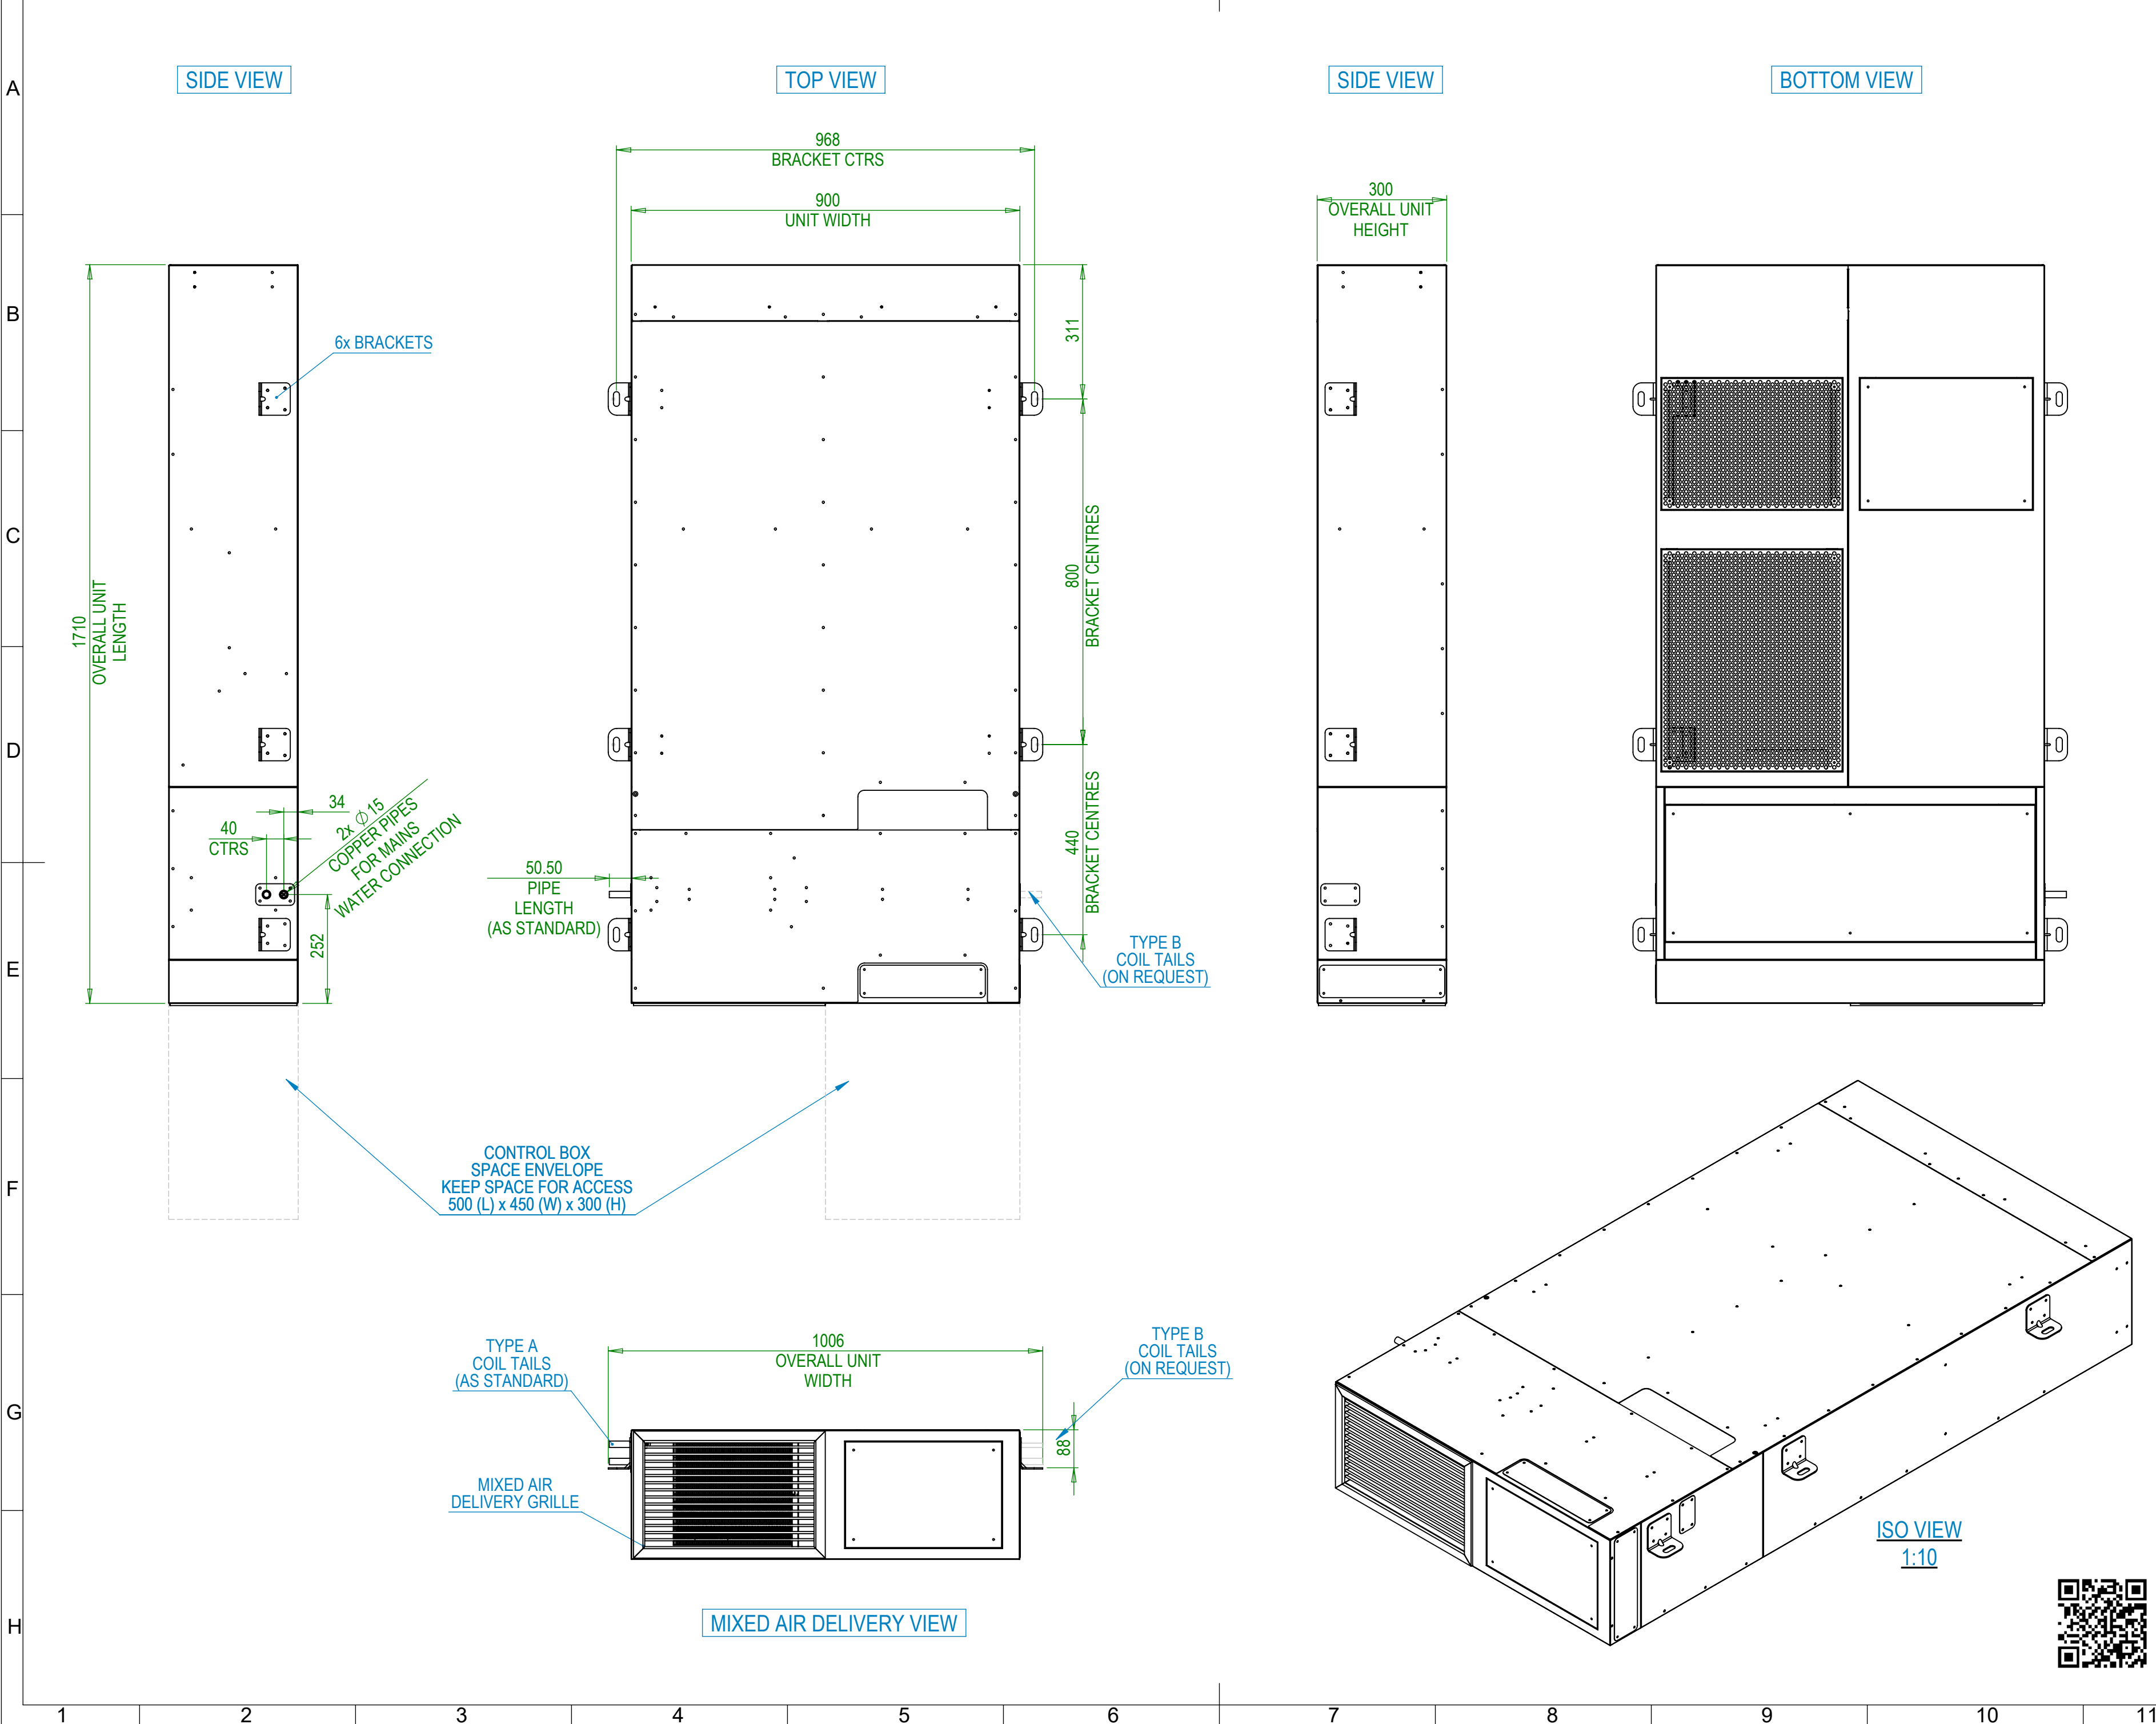 SIDE VIEW
TOP VIEW
SIDE VIEW
BOTTOM VIEW
A
B
C
D
E
F
G
H
968
BRACKET CTRS
900
UNIT WIDTH
300
OVERALL UNIT
HEIGHT
6x BRACKETS
311
1710
OVERALL UNIT
LENGTH
800
BRACKET CENTRES
440
BRACKET CENTRES
34
40
CTRS
2x Ø 15
COPPER PIPES
FOR MAINS
WATER CONNECTION
252
50.50
PIPE
LENGTH
(AS STANDARD)
TYPE B
COIL TAILS
(ON REQUEST)
CONTROL BOX
SPACE ENVELOPE
KEEP SPACE FOR ACCESS
500 (L) x 450 (W) x 300 (H)
TYPE A
COIL TAILS
(AS STANDARD)
1006
OVERALL UNIT
WIDTH
TYPE B
COIL TAILS
(ON REQUEST)
88
MIXED AIR
DELIVERY GRILLE
MIXED AIR DELIVERY VIEW
ISO VIEW
1:10
1
2
3
4
5
6
7
8
9
10
11